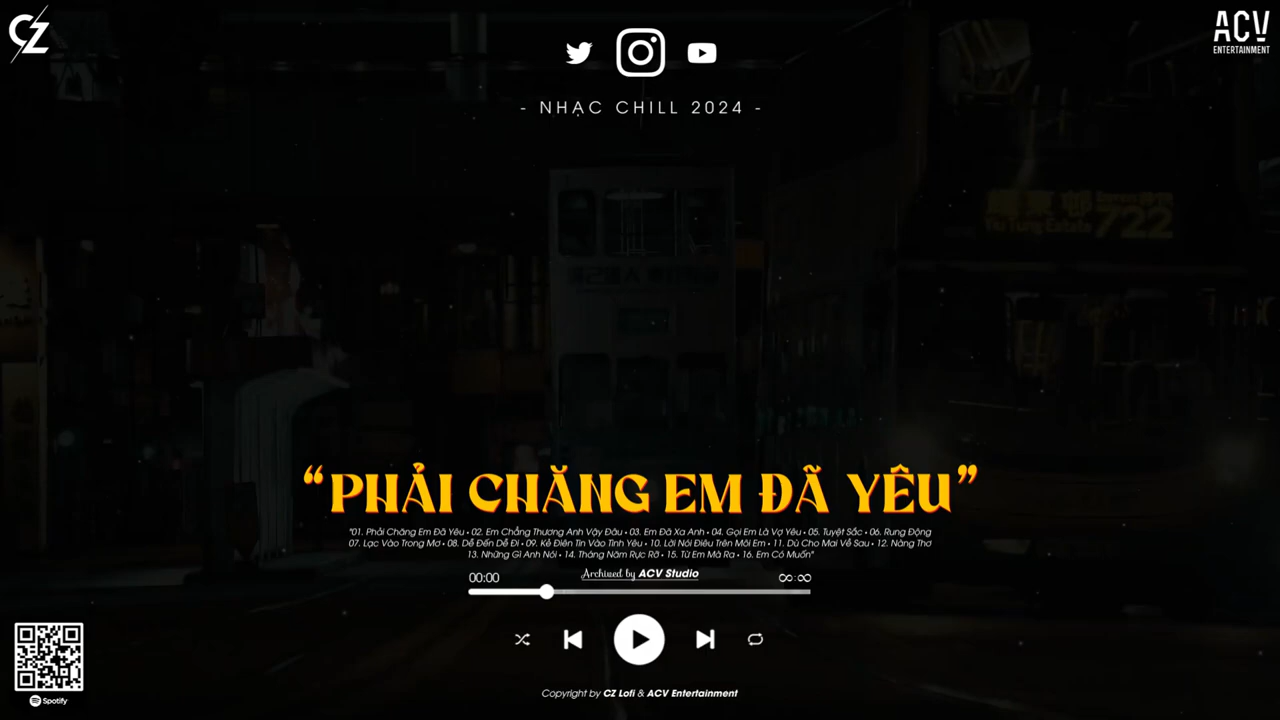 CZ
ACV
ENTERTAINMENT
- NHẠC CHILL 2024 -
722
“PHẢI CHĂNG EM ĐÃ YÊU”
"01. Phải Chăng Em Đã Yêu • 02. Em Chẳng Thương Anh Vậy Đâu • 03. Em Đã Xa Anh • 04. Gọi Em Là Vợ Yêu • 05. Tuyệt Sắc • 06. Rung Động
07. Lạc Vào Trong Mơ • 08. Dễ Đến Dễ Đi • 09. Kẻ Điên Tin Vào Tình Yêu • 10. Lời Nói Điêu Trên Môi Em • 11. Dù Cho Mai Về Sau • 12. Nàng Thơ
13. Những Gì Anh Nói • 14. Tháng Năm Rực Rỡ • 15. Từ Em Mà Ra • 16. Em Có Muốn"
Archived by ACV Studio
00:00
∞:∞
Spotify
Copyright by CZ Lofi & ACV Entertainment